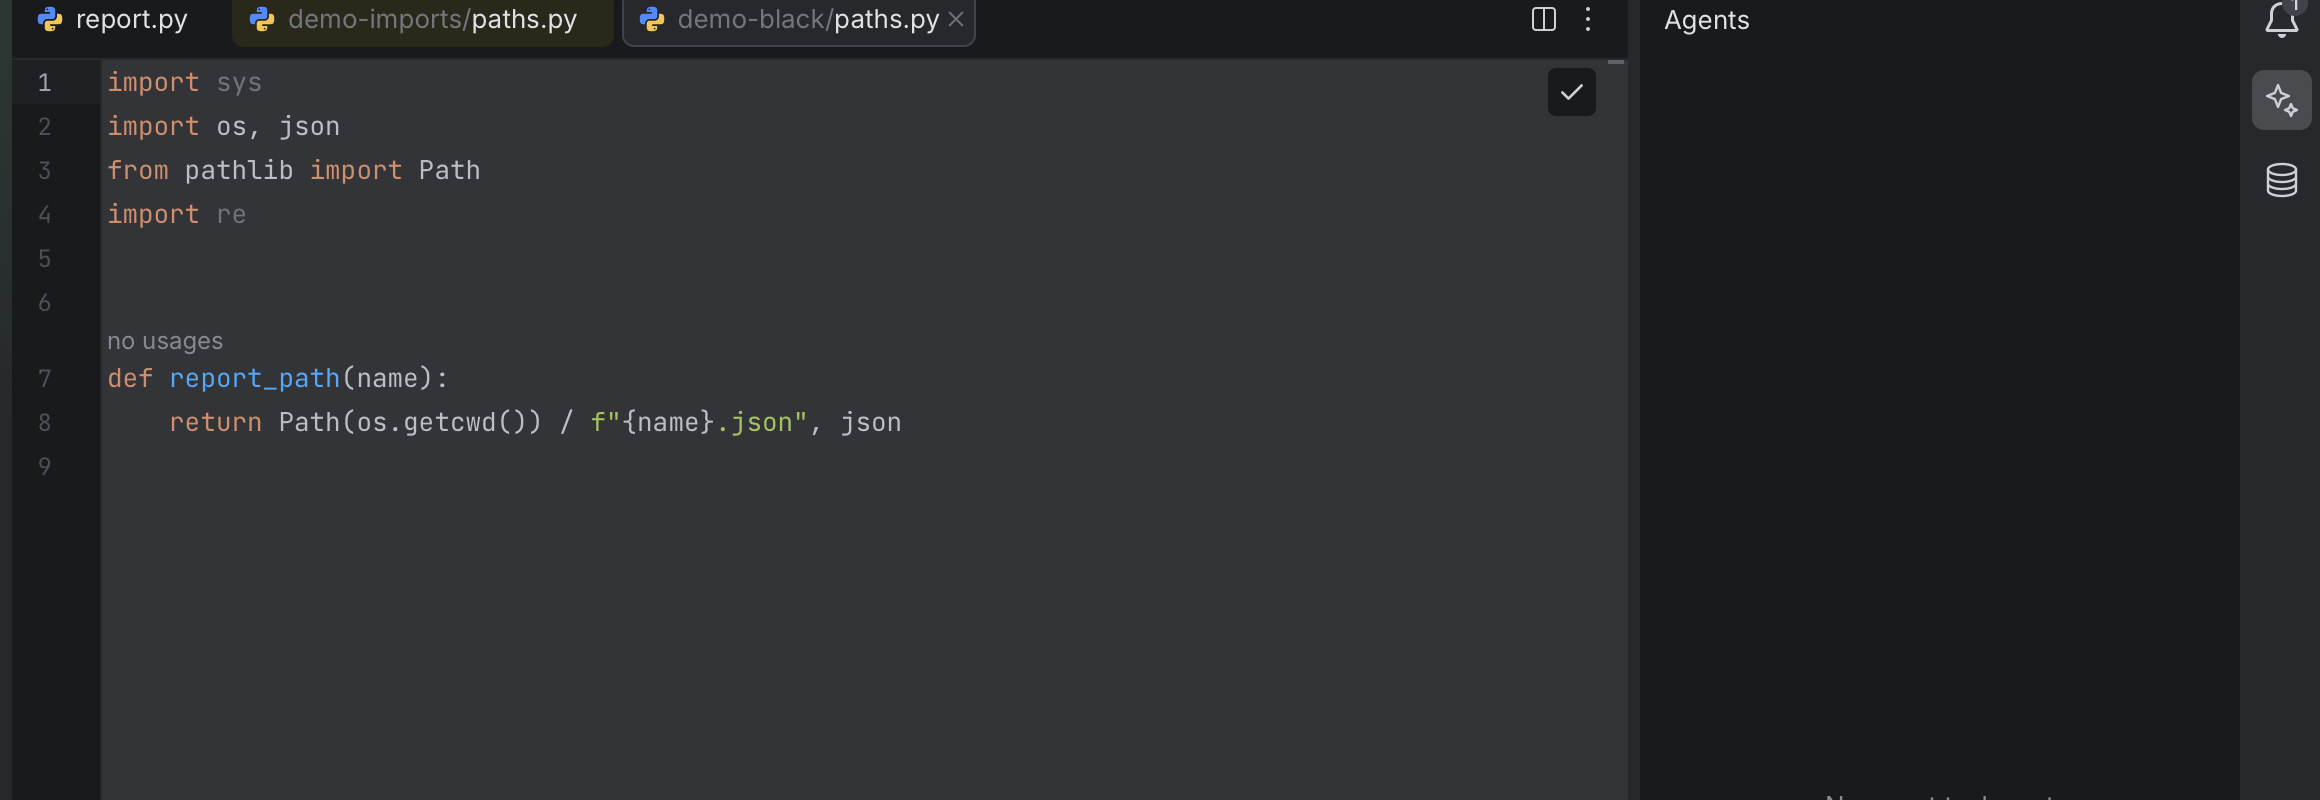 report.py
demo-imports/paths.py
demo-black/paths.py
Agents
1
1 import sys
2 import os, json
3 from pathlib import Path
4 import re
5
6
no usages
7 def report_path(name):
8     return Path(os.getcwd()) / f"{name}.json", json
9